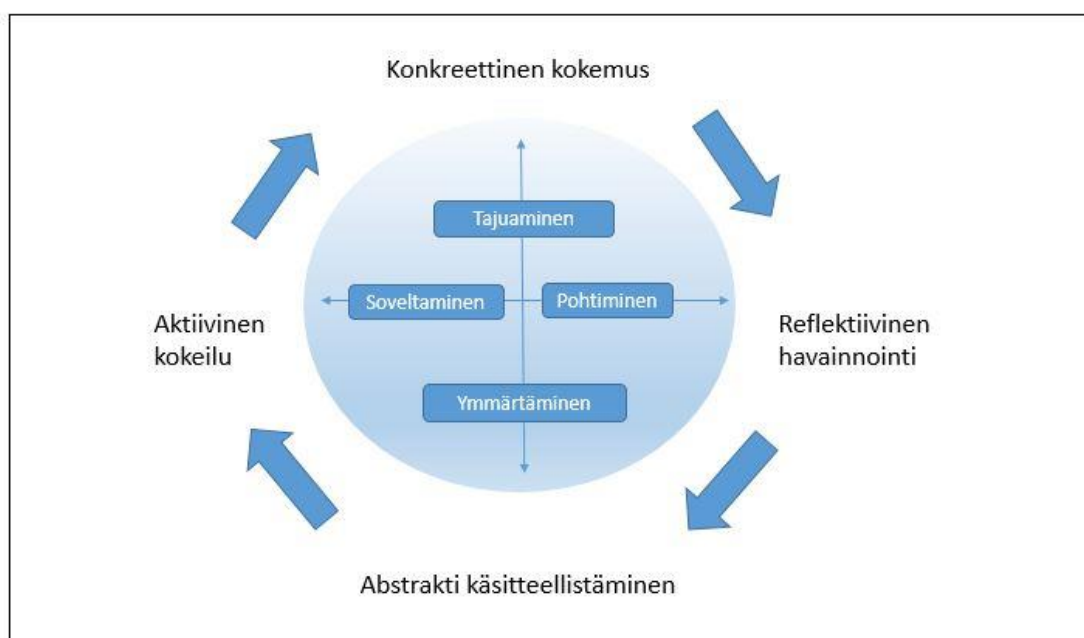 Konkreettinen kokemus
Tajuaminen
Soveltaminen
Pohtiminen
Aktiivinen
kokeilu
Reflektiivinen
havainnointi
Ymmärtäminen
Abstrakti käsitteellistäminen